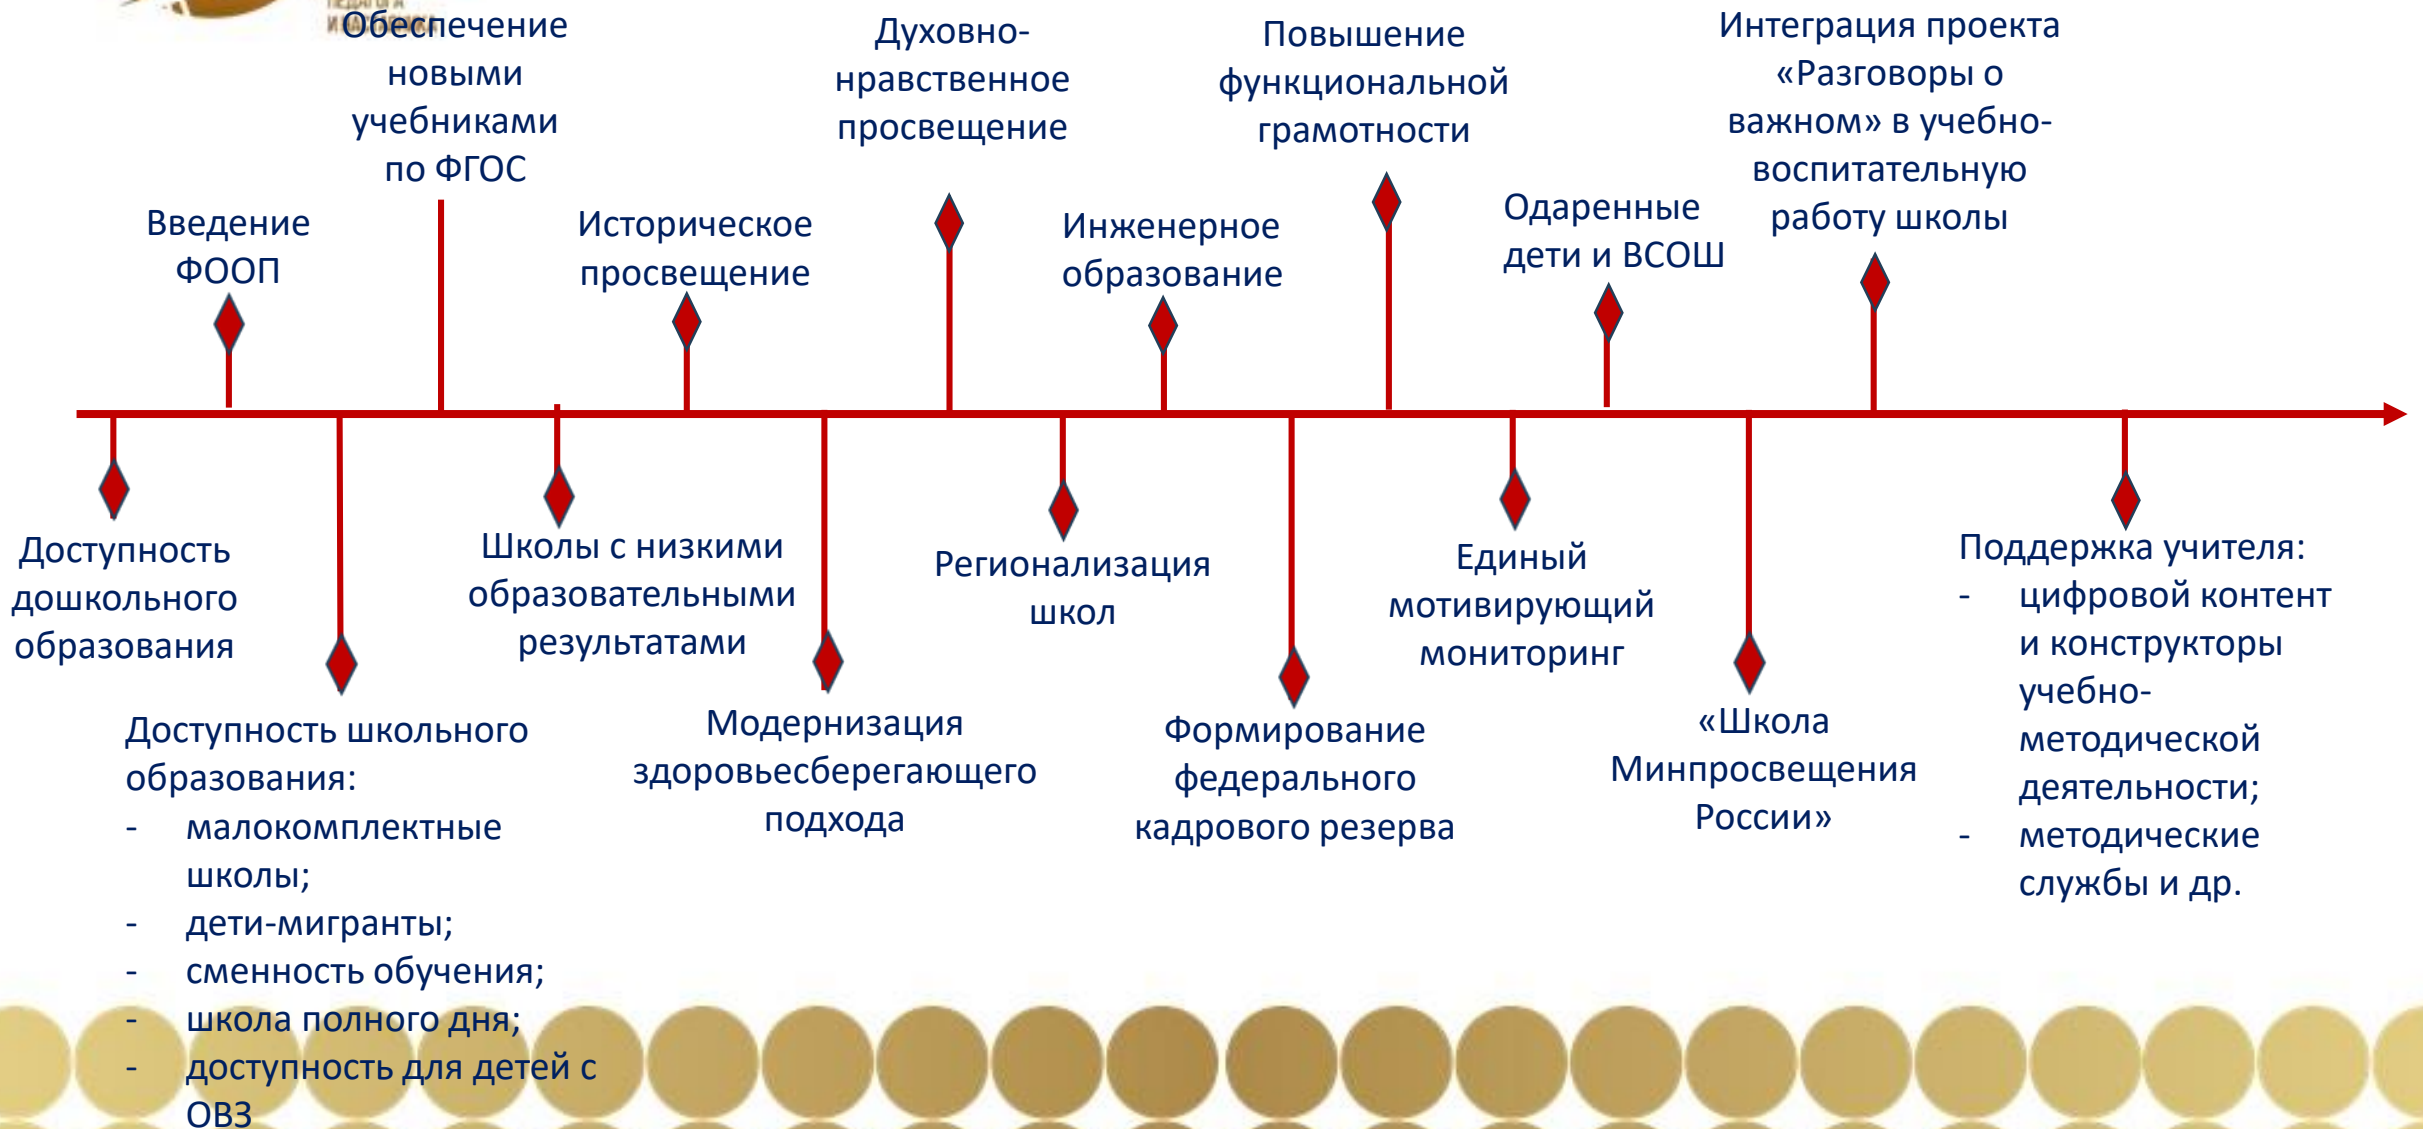 ПЕДАГОГА
Обеспечение
новыми
учебниками
по ФГОС
Духовно-
нравственное
просвещение
Повышение
функциональной
грамотности
Интеграция проекта
«Разговоры о
важном» в учебно-
воспитательную
работу школы
Введение
ФООП
Историческое
просвещение
Инженерное
образование
Одаренные
дети и ВСОШ
Доступность
дошкольного
образования
Школы с низкими
образовательными
результатами
Регионализация
школ
Единый
мотивирующий
мониторинг
Поддержка учителя:
- цифровой контент
и конструкторы
учебно-
методической
деятельности;
- методические
службы и др.
Доступность школьного
образования:
- малокомплектные
школы;
- дети-мигранты;
- сменность обучения;
- школа полного дня;
- доступность для детей с
ОВЗ
Модернизация
здоровьесберегающего
подхода
Формирование
федерального
кадрового резерва
«Школа
Минпросвещения
России»